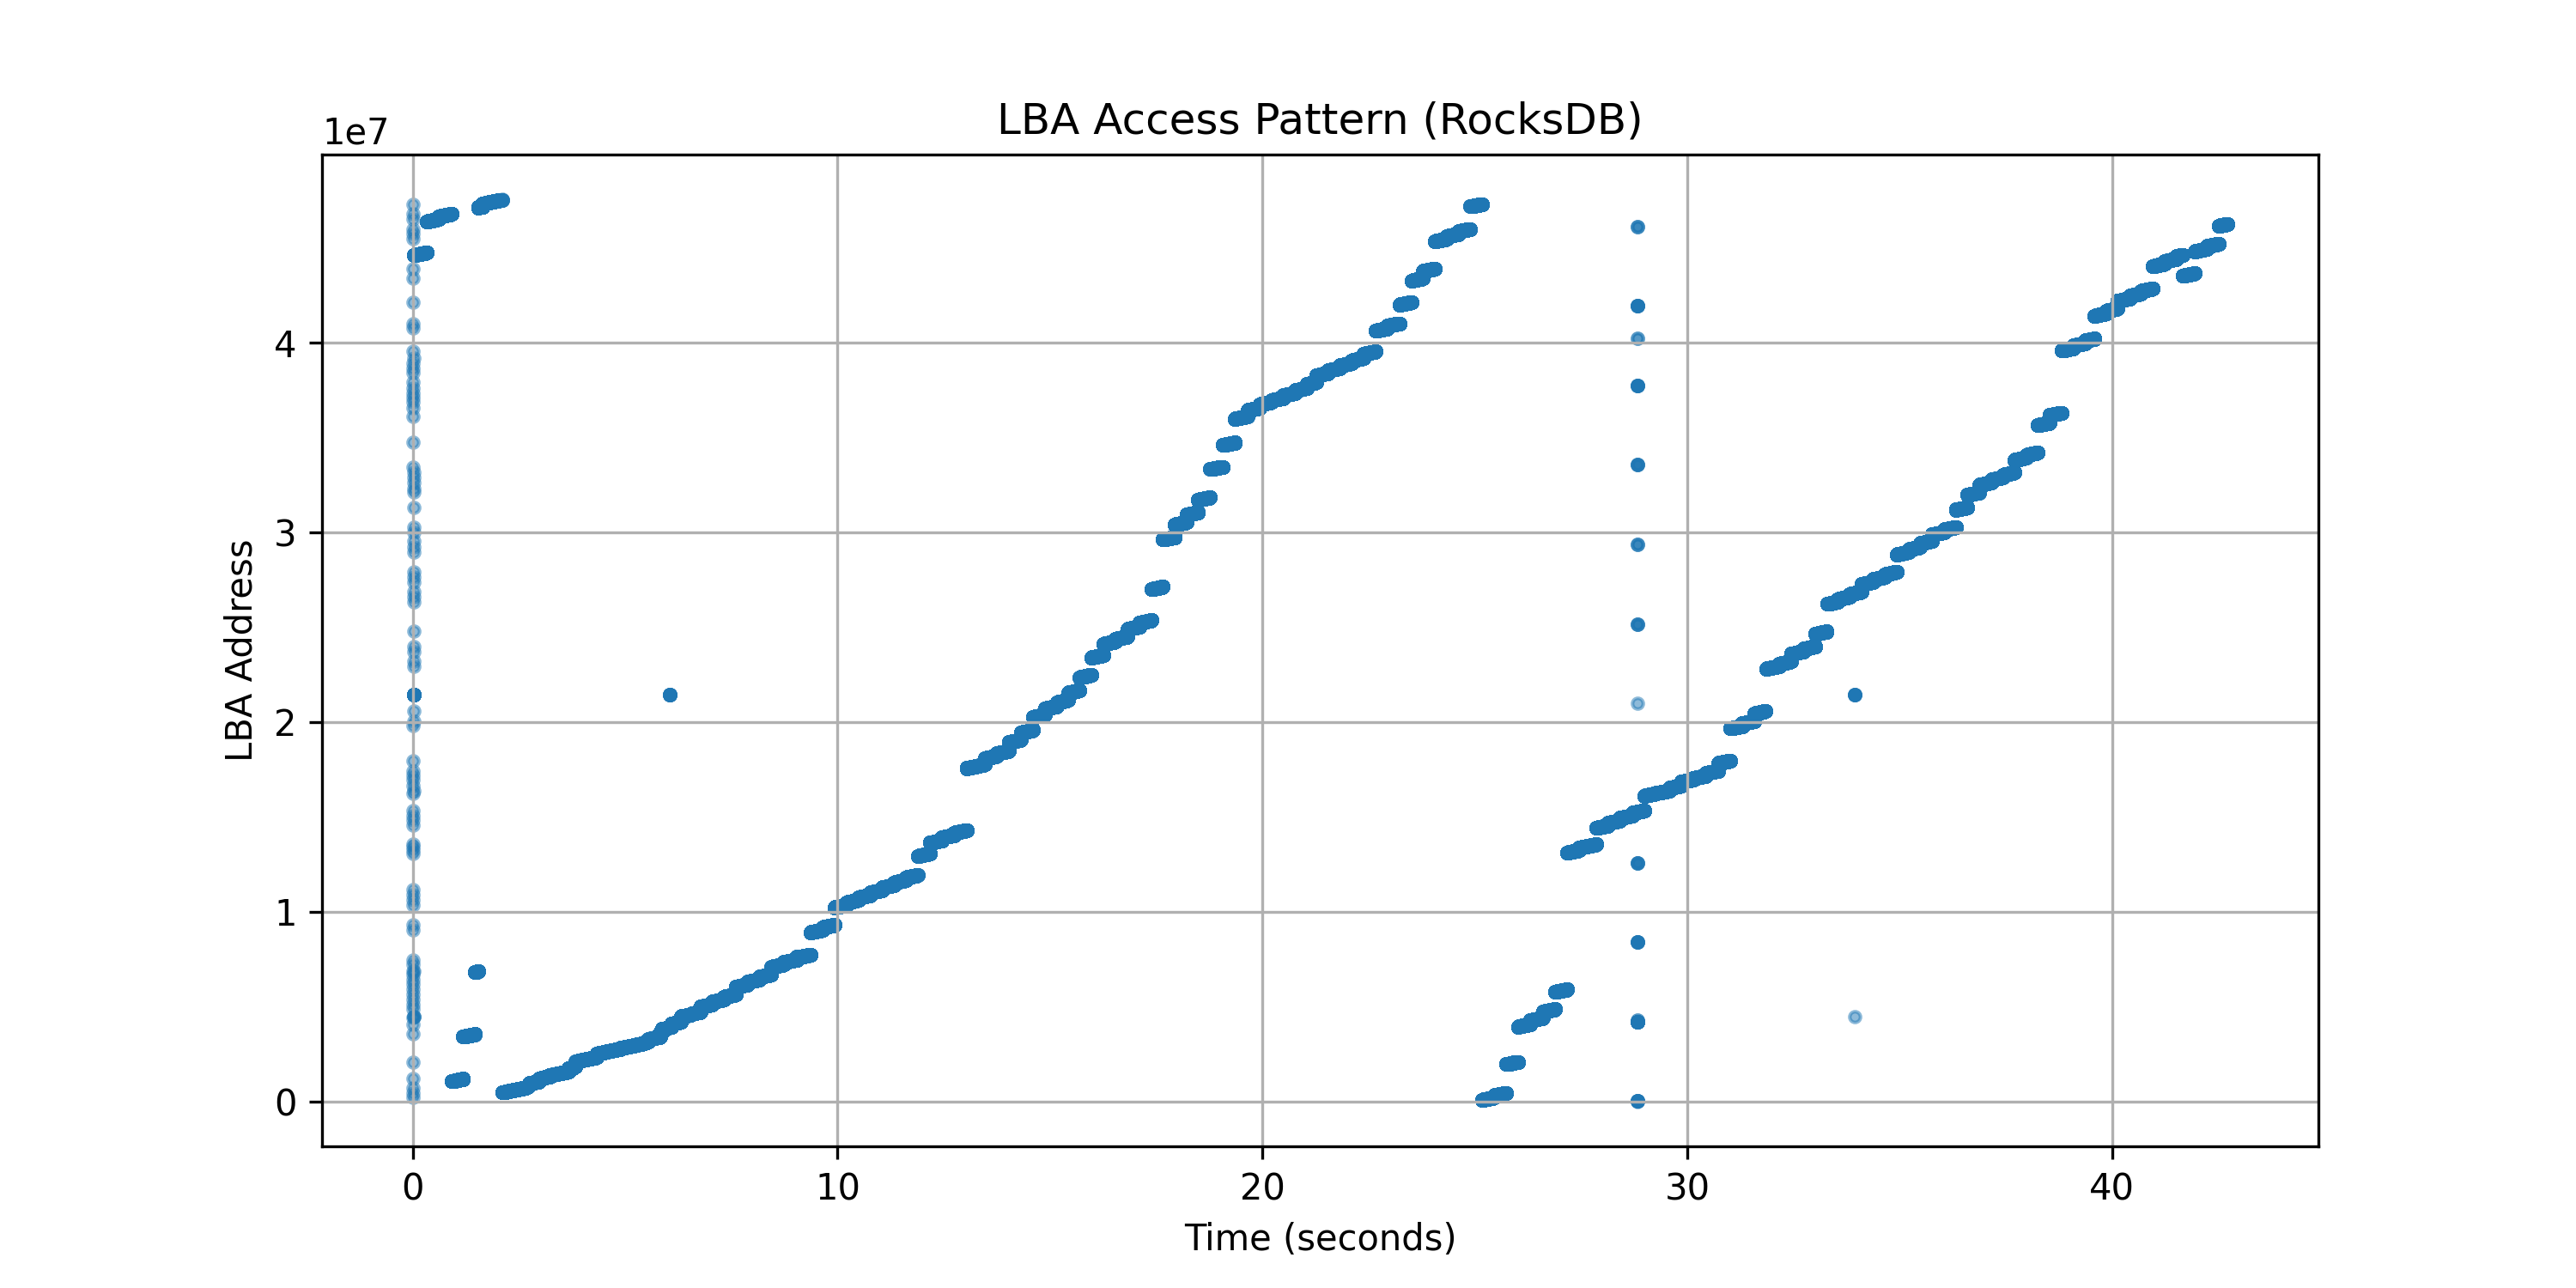 LBA Access Pattern (RocksDB)
1e7
4
3
2
1
0
LBA Address
0 10 20 30 40
Time (seconds)